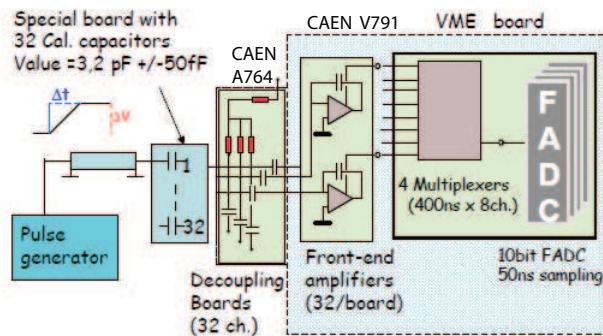 Special board with
32 Cal. capacitors
Value =3,2 pF +/-50fF
Δt
ΔV
CAEN
A764
CAEN V791
VME board
1
32
Pulse
generator
Decoupling
Boards
(32 ch.)
Front-end
amplifiers
(32/board)
4 Multiplexers
(400ns x 8ch.)
FADC
10bit FADC
50ns sampling